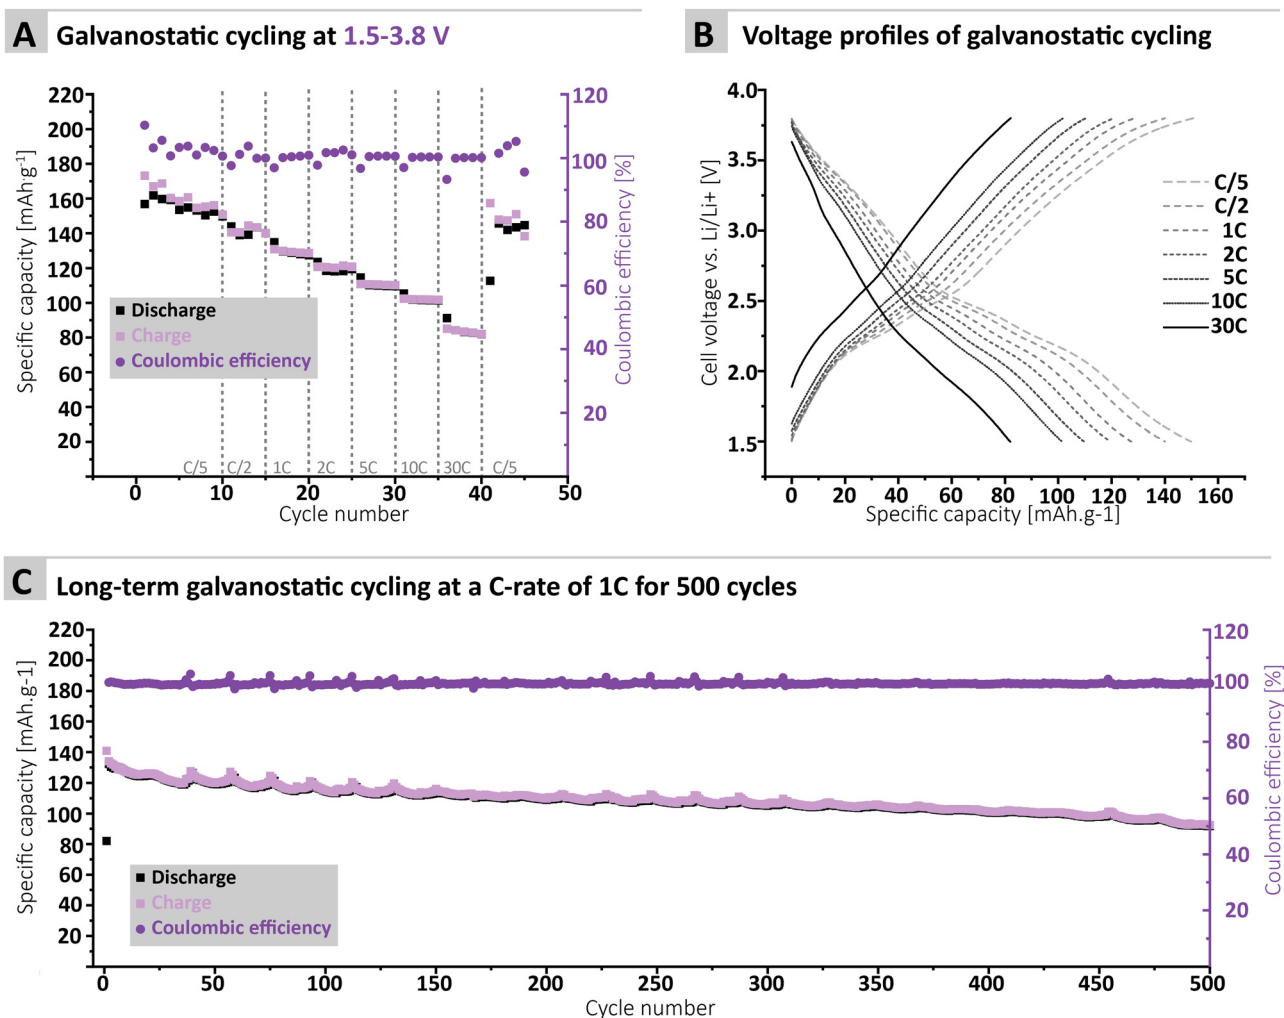 A Galvanostatic cycling at 1.5-3.8 V
220
200
180
160
140
120
100
80
60
40
20
Specific capacity [mAh·g⁻¹]
120
100
80
60
40
20
Coulombic efficiency [%]
Discharge
Charge
Coulombic efficiency
C/5 C/2 1C 2C 5C 10C 30C C/5
0 10 20 30 40 50
Cycle number
B Voltage profiles of galvanostatic cycling
4.0
3.5
3.0
2.5
2.0
1.5
Cell voltage vs. Li/Li+ [V]
C/5
C/2
1C
2C
5C
10C
30C
0 20 40 60 80 100 120 140 160
Specific capacity [mAh.g-1]
C Long-term galvanostatic cycling at a C-rate of 1C for 500 cycles
220
200
180
160
140
120
100
80
60
40
20
Specific capacity [mAh.g-1]
120
100
80
60
40
20
Coulombic efficiency [%]
Discharge
Charge
Coulombic efficiency
0 50 100 150 200 250 300 350 400 450 500
Cycle number